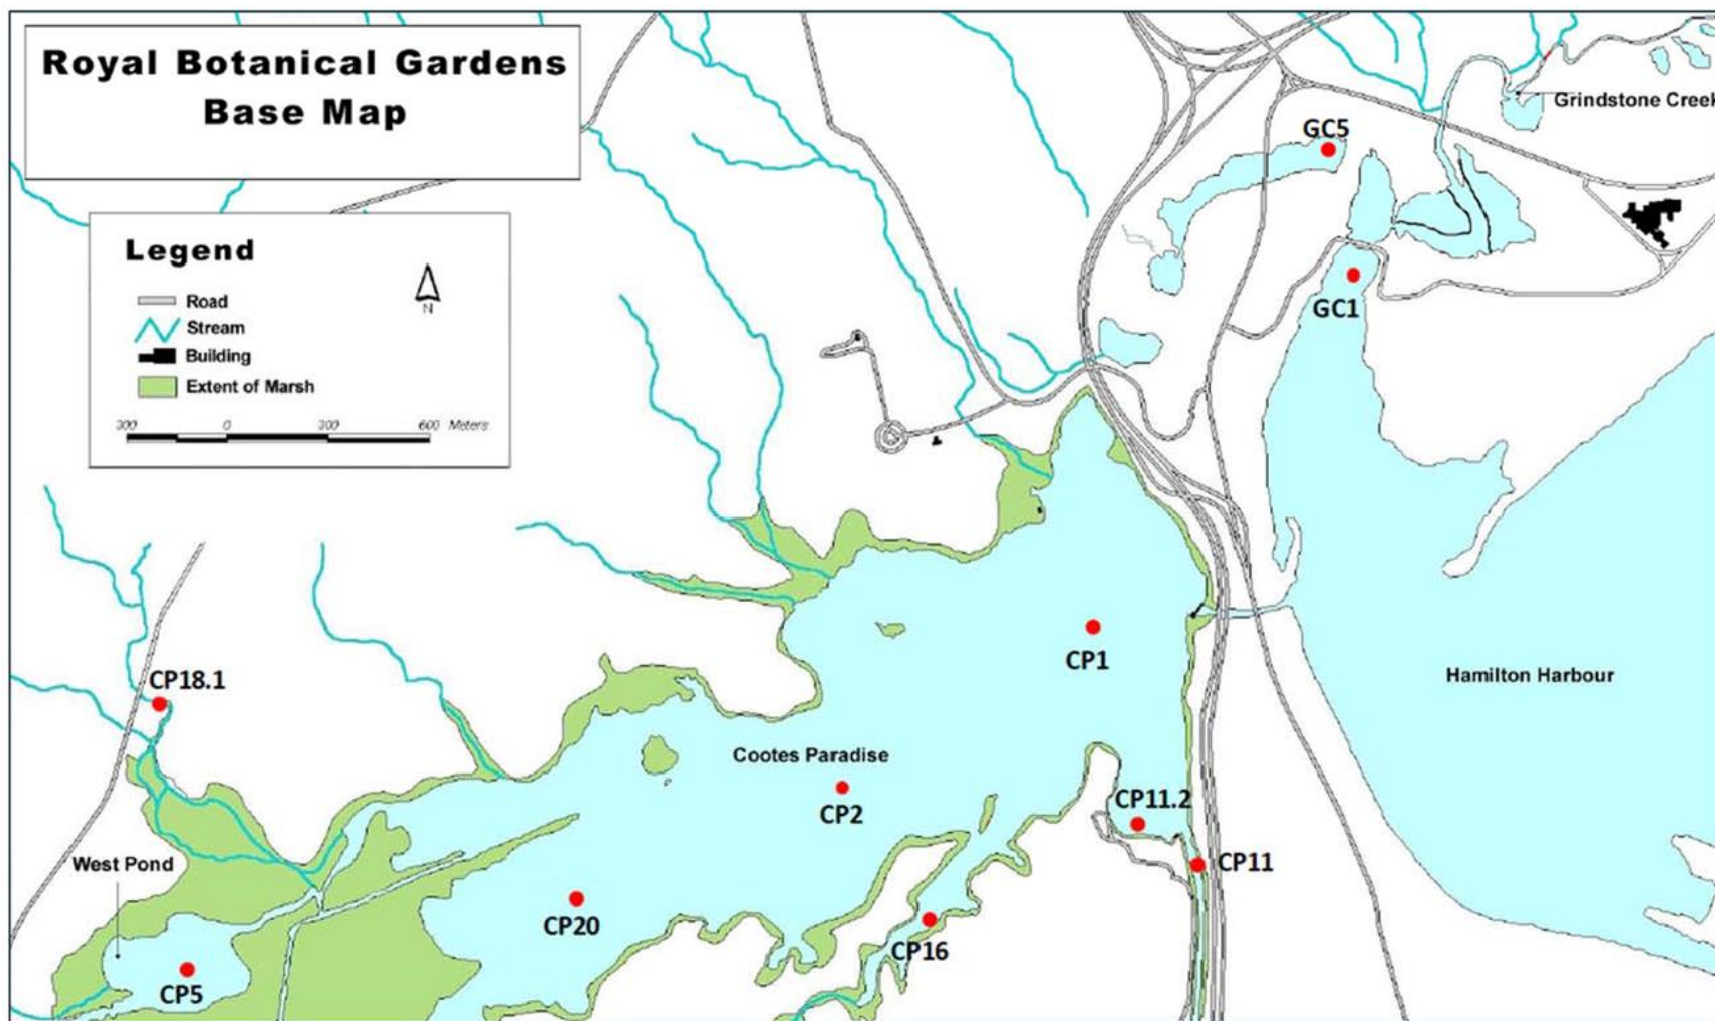 Royal Botanical Gardens
Base Map
Legend
N
Road
Stream
Building
Extent of Marsh
300 0 300 600 Meters
Grindstone Creek
GC5
GC1
CP1
Hamilton Harbour
CP18.1
Cootes Paradise
CP2
CP11.2
CP11
West Pond
CP20
CP16
CP5